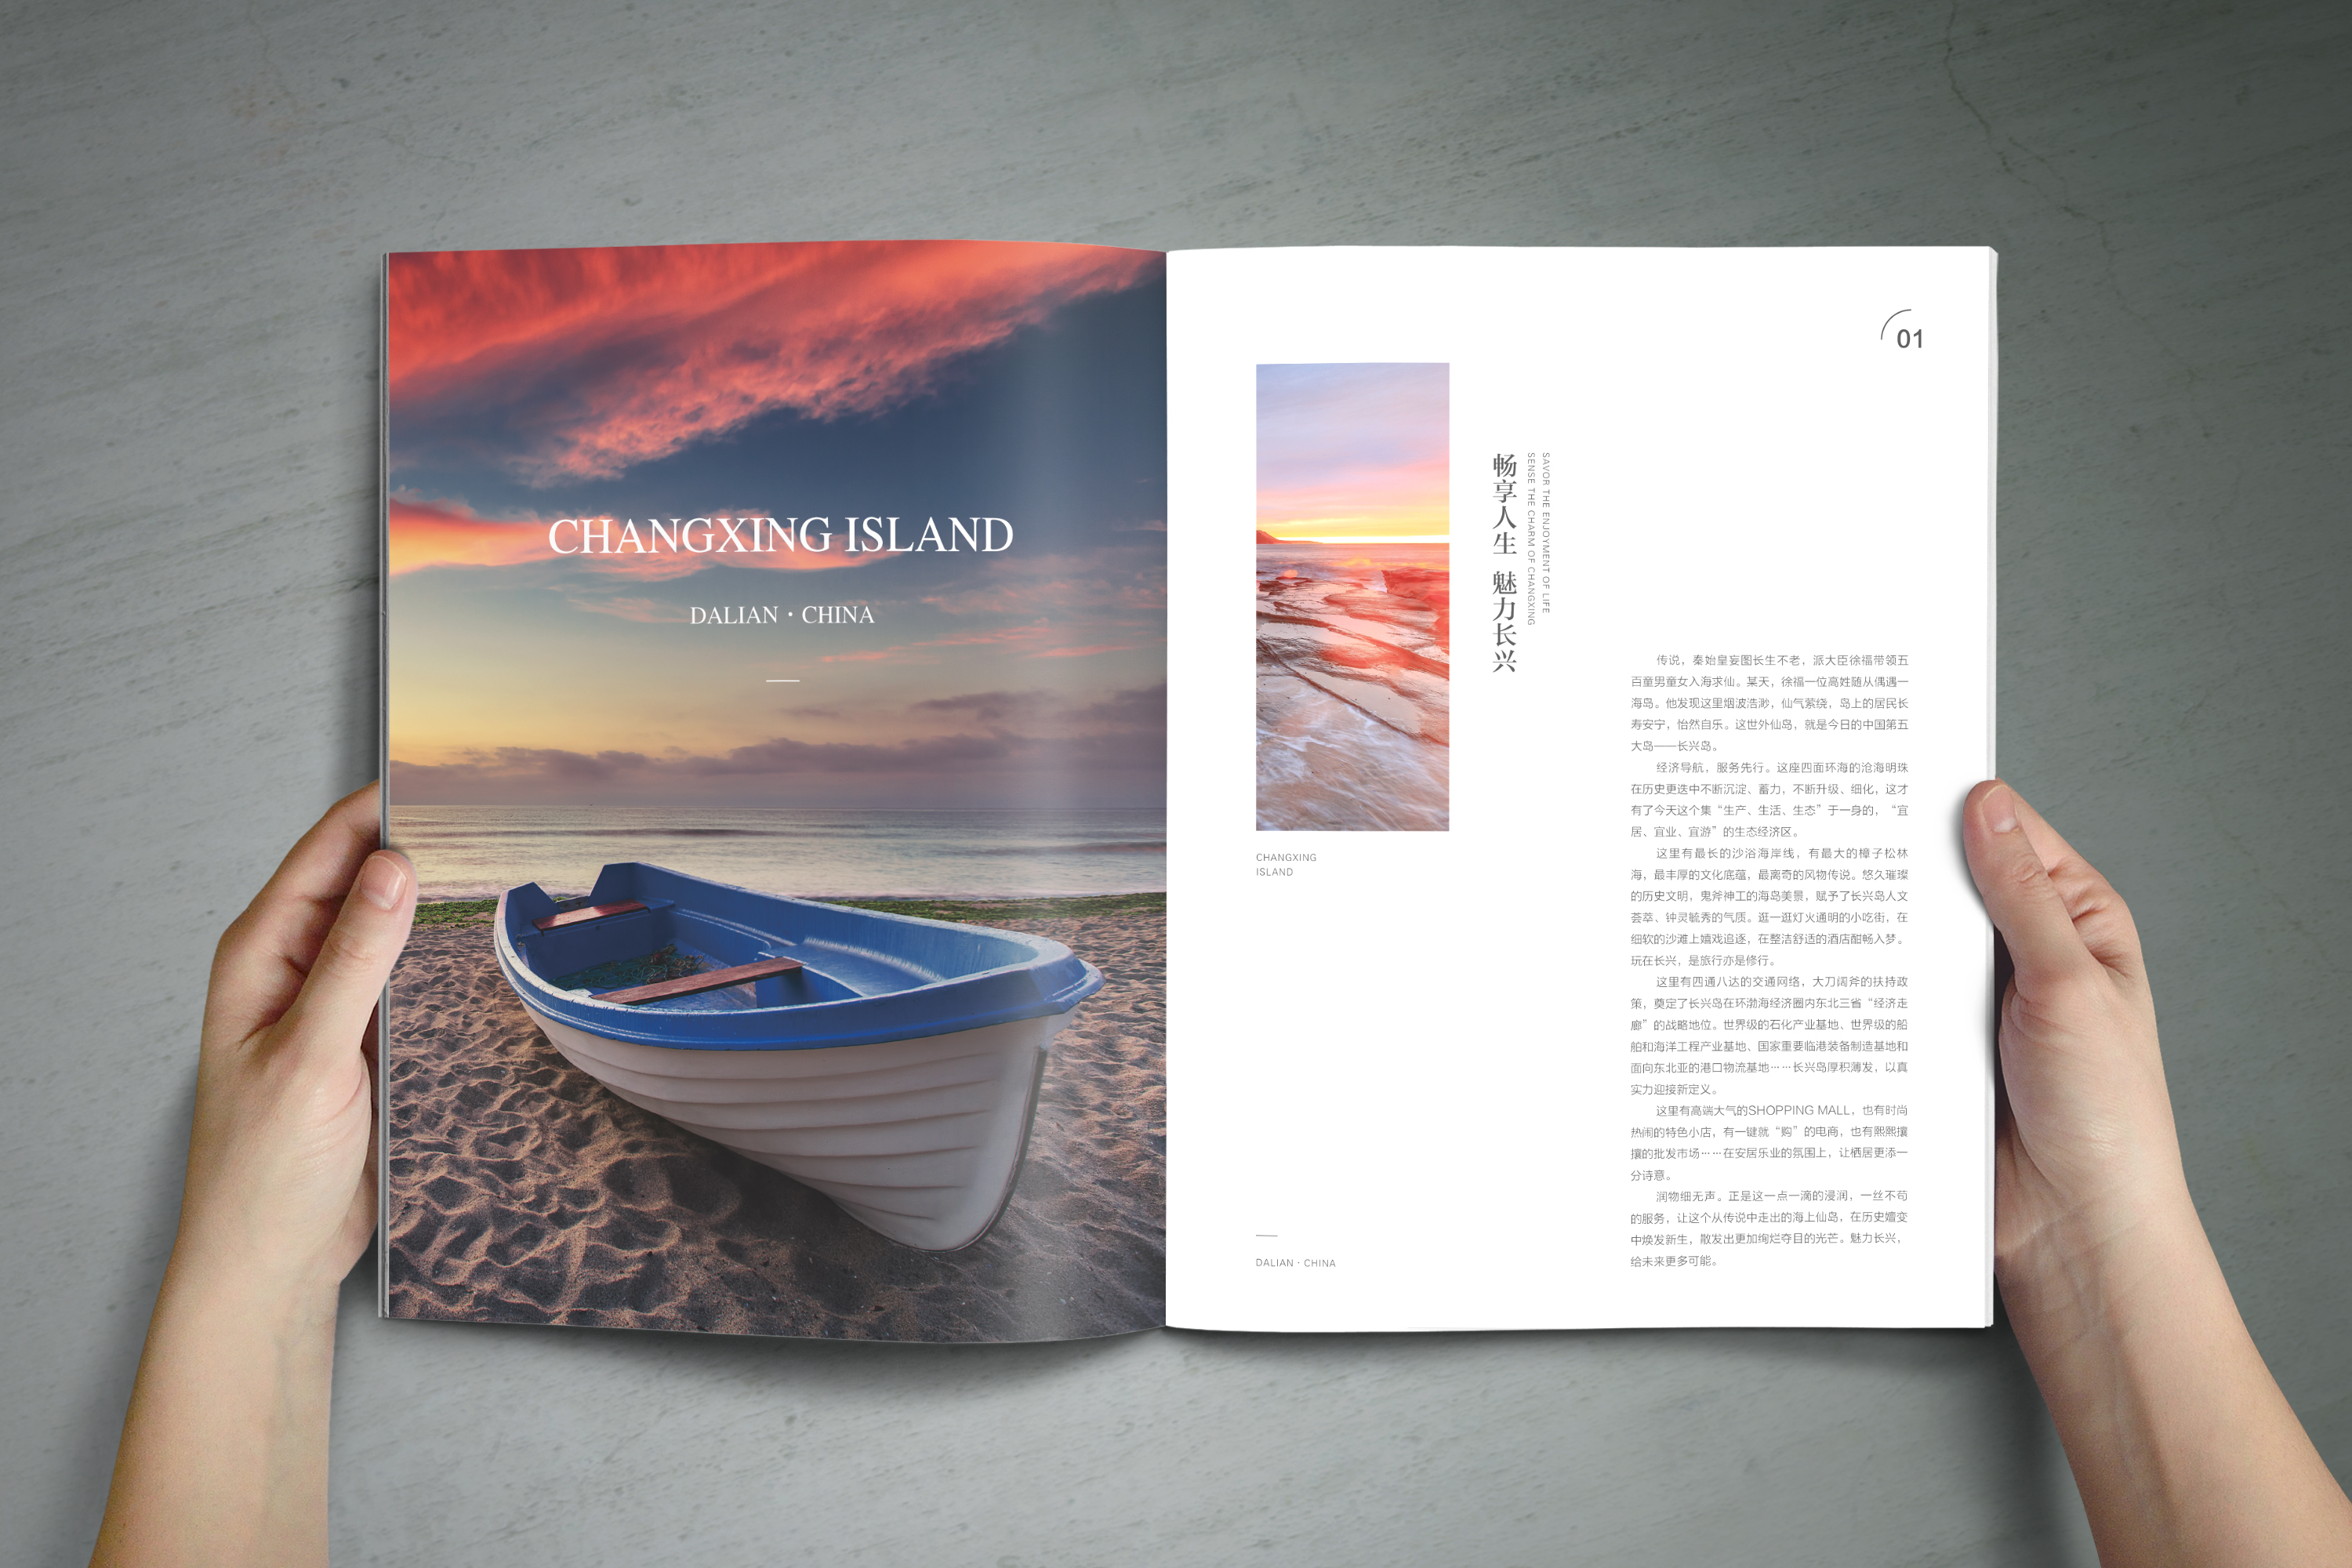 CHANGXING ISLAND
DALIAN · CHINA
01
畅享人生 魅力长兴
SENSE THE CHARM OF CHANGXING
SAVOR THE ENJOYMENT OF LIFE
CHANGXING
ISLAND
传说，秦始皇妄图长生不老，派大臣徐福带领五
百童男童女入海求仙。某天，徐福一位高姓随从偶遇一
海岛。他发现这里烟波浩渺，仙气萦绕，岛上的居民长
寿安宁，怡然自乐。这世外仙岛，就是今日的中国第五
大岛——长兴岛。
经济导航，服务先行。这座四面环海的沧海明珠
在历史更迭中不断沉淀、蓄力，不断升级、细化，这才
有了今天这个集“生产、生活、生态”于一身的，“宜
居、宜业、宜游”的生态经济区。
这里有最长的沙浴海岸线，有最大的樟子松林
海，最丰厚的文化底蕴，最离奇的风物传说。悠久璀璨
的历史文明，鬼斧神工的海岛美景，赋予了长兴岛人文
荟萃、钟灵毓秀的气质。逛一逛灯火通明的小吃街，在
细软的沙滩上嬉戏追逐，在整洁舒适的酒店酣畅入梦。
玩在长兴，是旅行亦是修行。
这里有四通八达的交通网络，大刀阔斧的扶持政
策，奠定了长兴岛在环渤海经济圈内东北三省“经济走
廊”的战略地位。世界级的石化产业基地、世界级的船
舶和海洋工程产业基地、国家重要临港装备制造基地和
面向东北亚的港口物流基地……长兴岛厚积薄发，以真
实力迎接新定义。
这里有高端大气的SHOPPING MALL，也有时尚
热闹的特色小店，有一键就“购”的电商，也有熙熙攘
攘的批发市场……在安居乐业的氛围上，让栖居更添一
分诗意。
润物细无声。正是这一点一滴的浸润，一丝不苟
的服务，让这个从传说中走出的海上仙岛，在历史嬗变
中焕发新生，散发出更加绚烂夺目的光芒。魅力长兴，
给未来更多可能。
DALIAN · CHINA